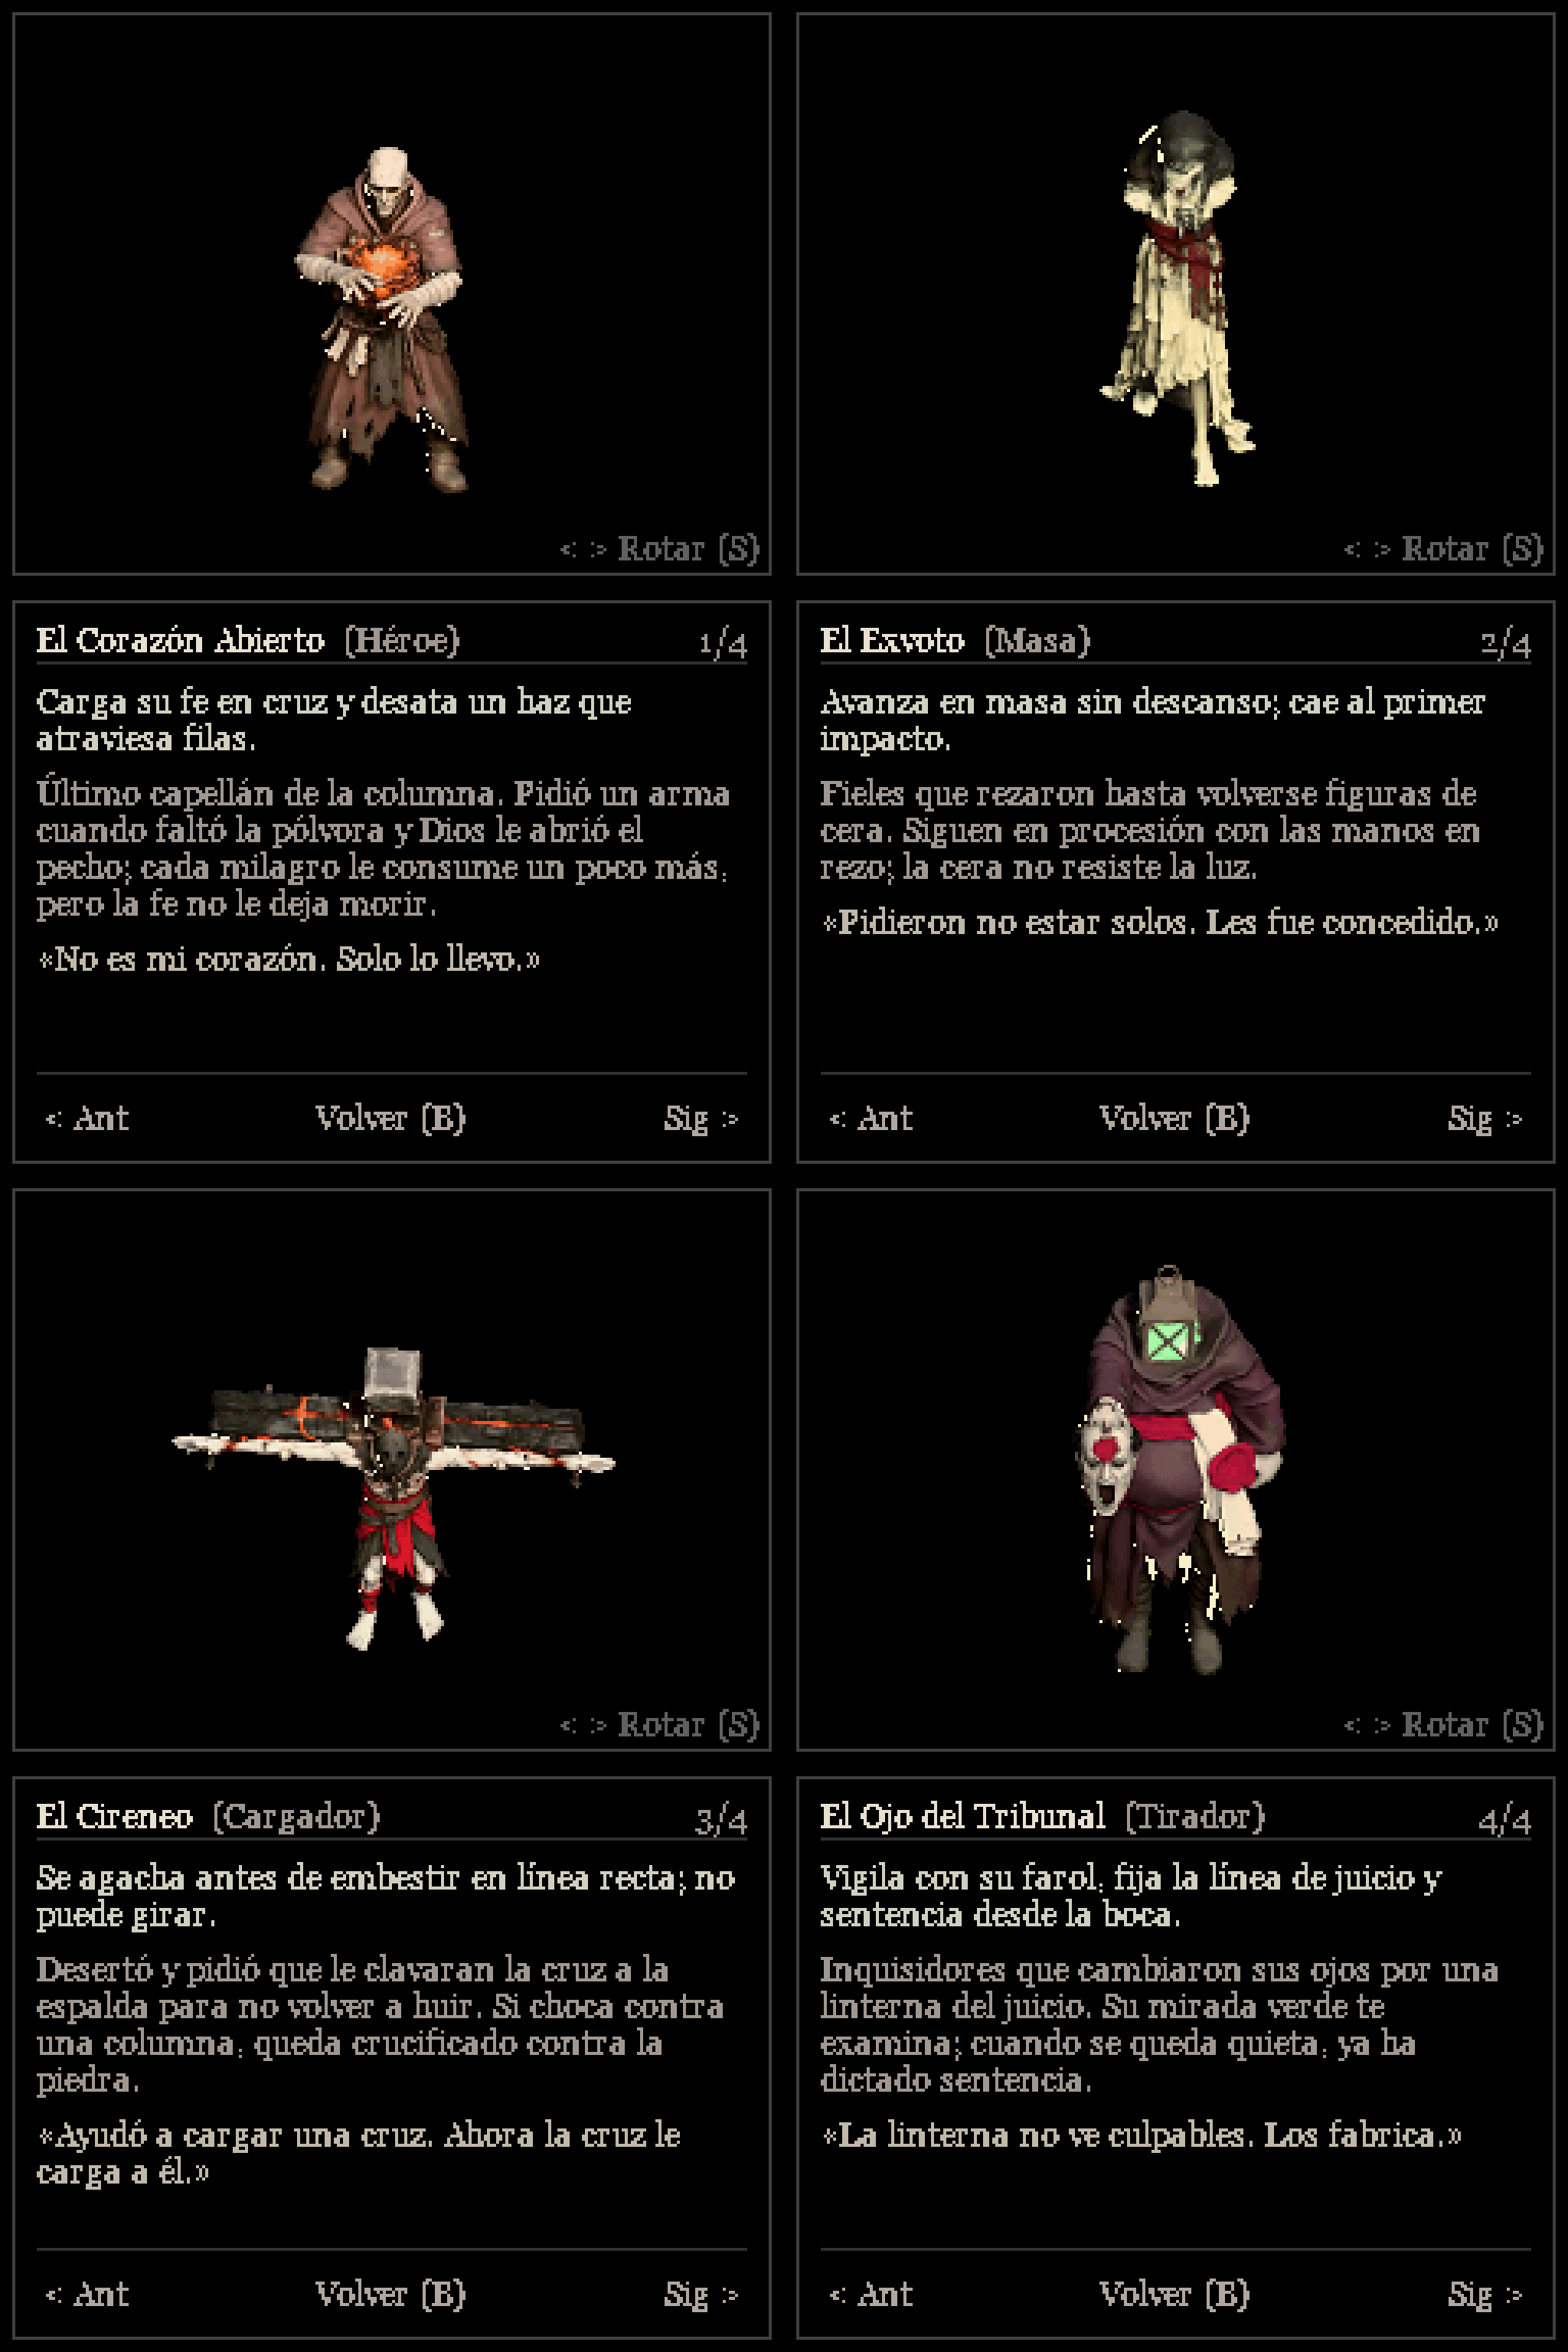 < > Rotar (S)
< > Rotar (S)
El Corazón Abierto (Héroe) 1/4
Carga su fe en cruz y desata un haz que
atraviesa filas.
Último capellán de la columna. Pidió un arma
cuando faltó la pólvora y Dios le abrió el
pecho; cada milagro le consume un poco más,
pero la fe no le deja morir.
«No es mi corazón. Solo lo llevo.»
< Ant Volver (B) Sig >
El Exvoto (Masa) 2/4
Avanza en masa sin descanso; cae al primer
impacto.
Fieles que rezaron hasta volverse figuras de
cera. Siguen en procesión con las manos en
rezo; la cera no resiste la luz.
«Pidieron no estar solos. Les fue concedido.»
< Ant Volver (B) Sig >
< > Rotar (S)
< > Rotar (S)
El Cireneo (Cargador) 3/4
Se agacha antes de embestir en línea recta; no
puede girar.
Desertó y pidió que le clavaran la cruz a la
espalda para no volver a huir. Si choca contra
una columna, queda crucificado contra la
piedra.
«Ayudó a cargar una cruz. Ahora la cruz le
carga a él.»
< Ant Volver (B) Sig >
El Ojo del Tribunal (Tirador) 4/4
Vigila con su farol, fija la línea de juicio y
sentencia desde la boca.
Inquisidores que cambiaron sus ojos por una
linterna del juicio. Su mirada verde te
examina; cuando se queda quieta, ya ha
dictado sentencia.
«La linterna no ve culpables. Los fabrica.»
< Ant Volver (B) Sig >